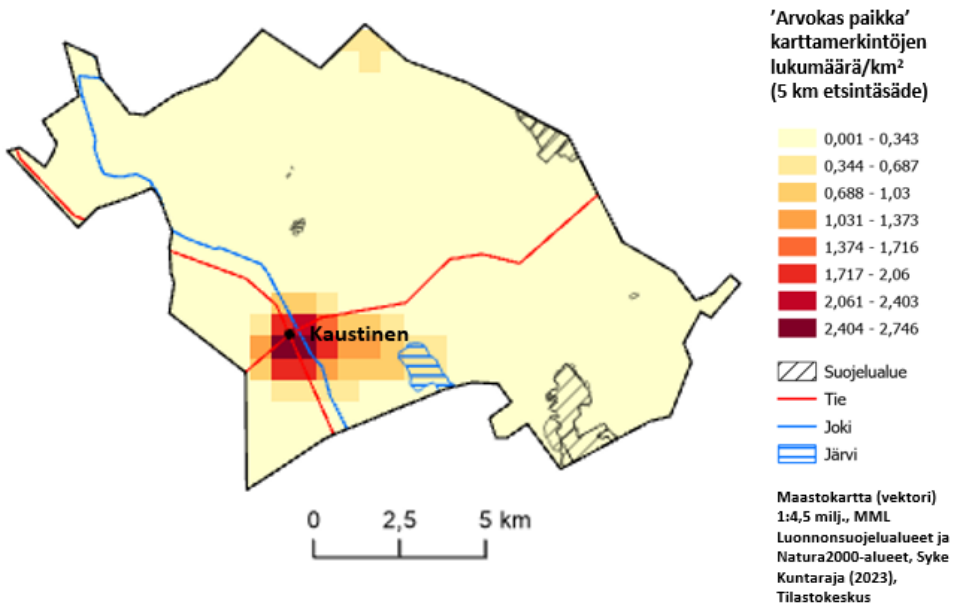 ’Arvokas paikka’
karttamerkintöjen
lukumäärä/km²
(5 km etsintäsäde)
0,001 - 0,343
0,344 - 0,687
0,688 - 1,03
1,031 - 1,373
1,374 - 1,716
1,717 - 2,06
2,061 - 2,403
2,404 - 2,746
Suojelualue
Tie
Joki
Järvi
Kaustinen
0 2,5 5 km
Maastokartta (vektori)
1:4,5 milj., MML
Luonnonsuojelualueet ja
Natura2000-alueet, Syke
Kuntaraja (2023),
Tilastokeskus